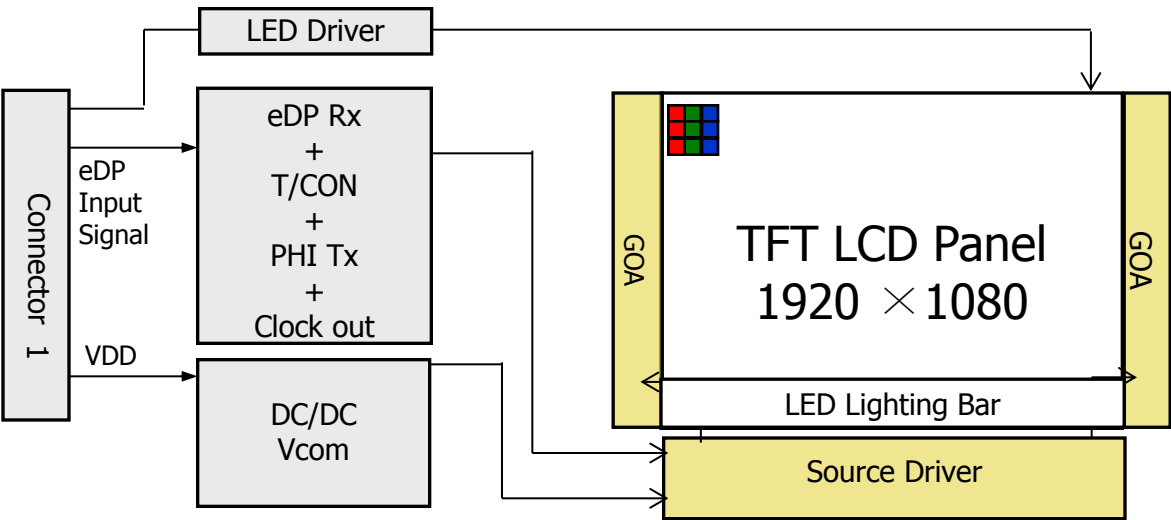 LED Driver
eDP Rx
+
T/CON
+
PHI Tx
+
Clock out
eDP
Input
Signal
Connector 1
VDD
DC/DC
Vcom
GOA
TFT LCD Panel
1920 ×1080
GOA
LED Lighting Bar
Source Driver